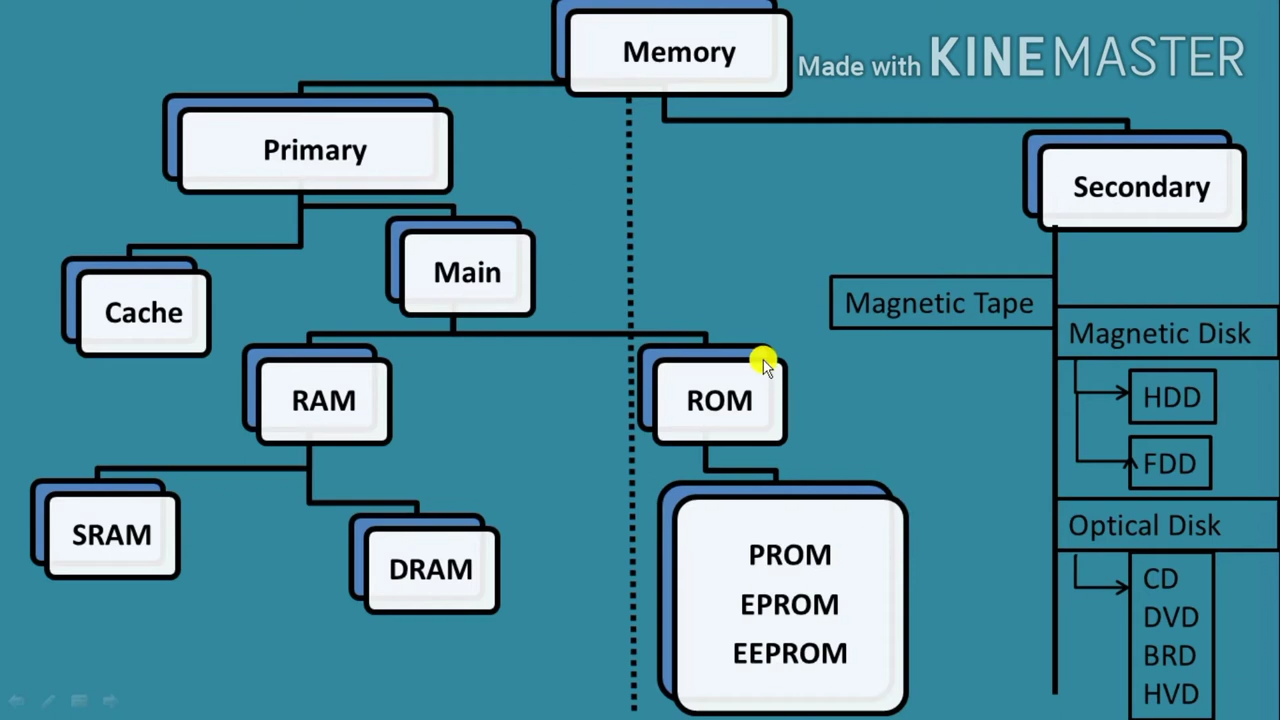 Memory
Made with KINEMASTER
Primary
Secondary
Main
Cache
Magnetic Tape
Magnetic Disk
RAM
ROM
HDD
FDD
SRAM
DRAM
Optical Disk
PROM
EPROM
EEPROM
CD
DVD
BRD
HVD